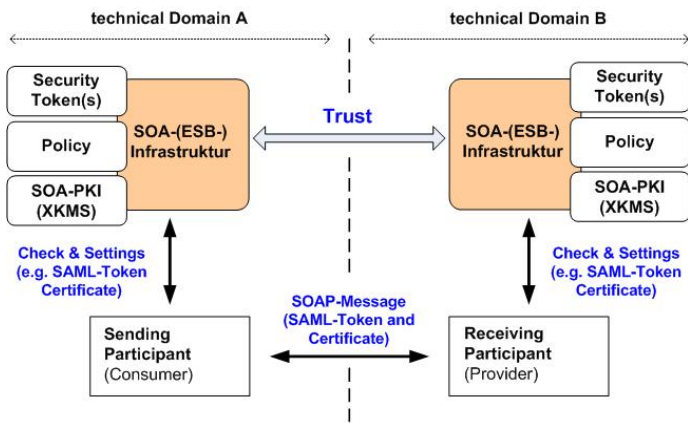 technical Domain A
technical Domain B
Security
Token(s)
Policy
SOA-PKI
(XKMS)
SOA-(ESB-)
Infrastruktur
Trust
SOA-(ESB-)
Infrastruktur
Security
Token(s)
Policy
SOA-PKI
(XKMS)
Check & Settings
(e.g. SAML-Token
Certificate)
Check & Settings
(e.g. SAML-Token
Certificate)
SOAP-Message
(SAML-Token and
Certificate)
Sending
Participant
(Consumer)
Receiving
Participant
(Provider)